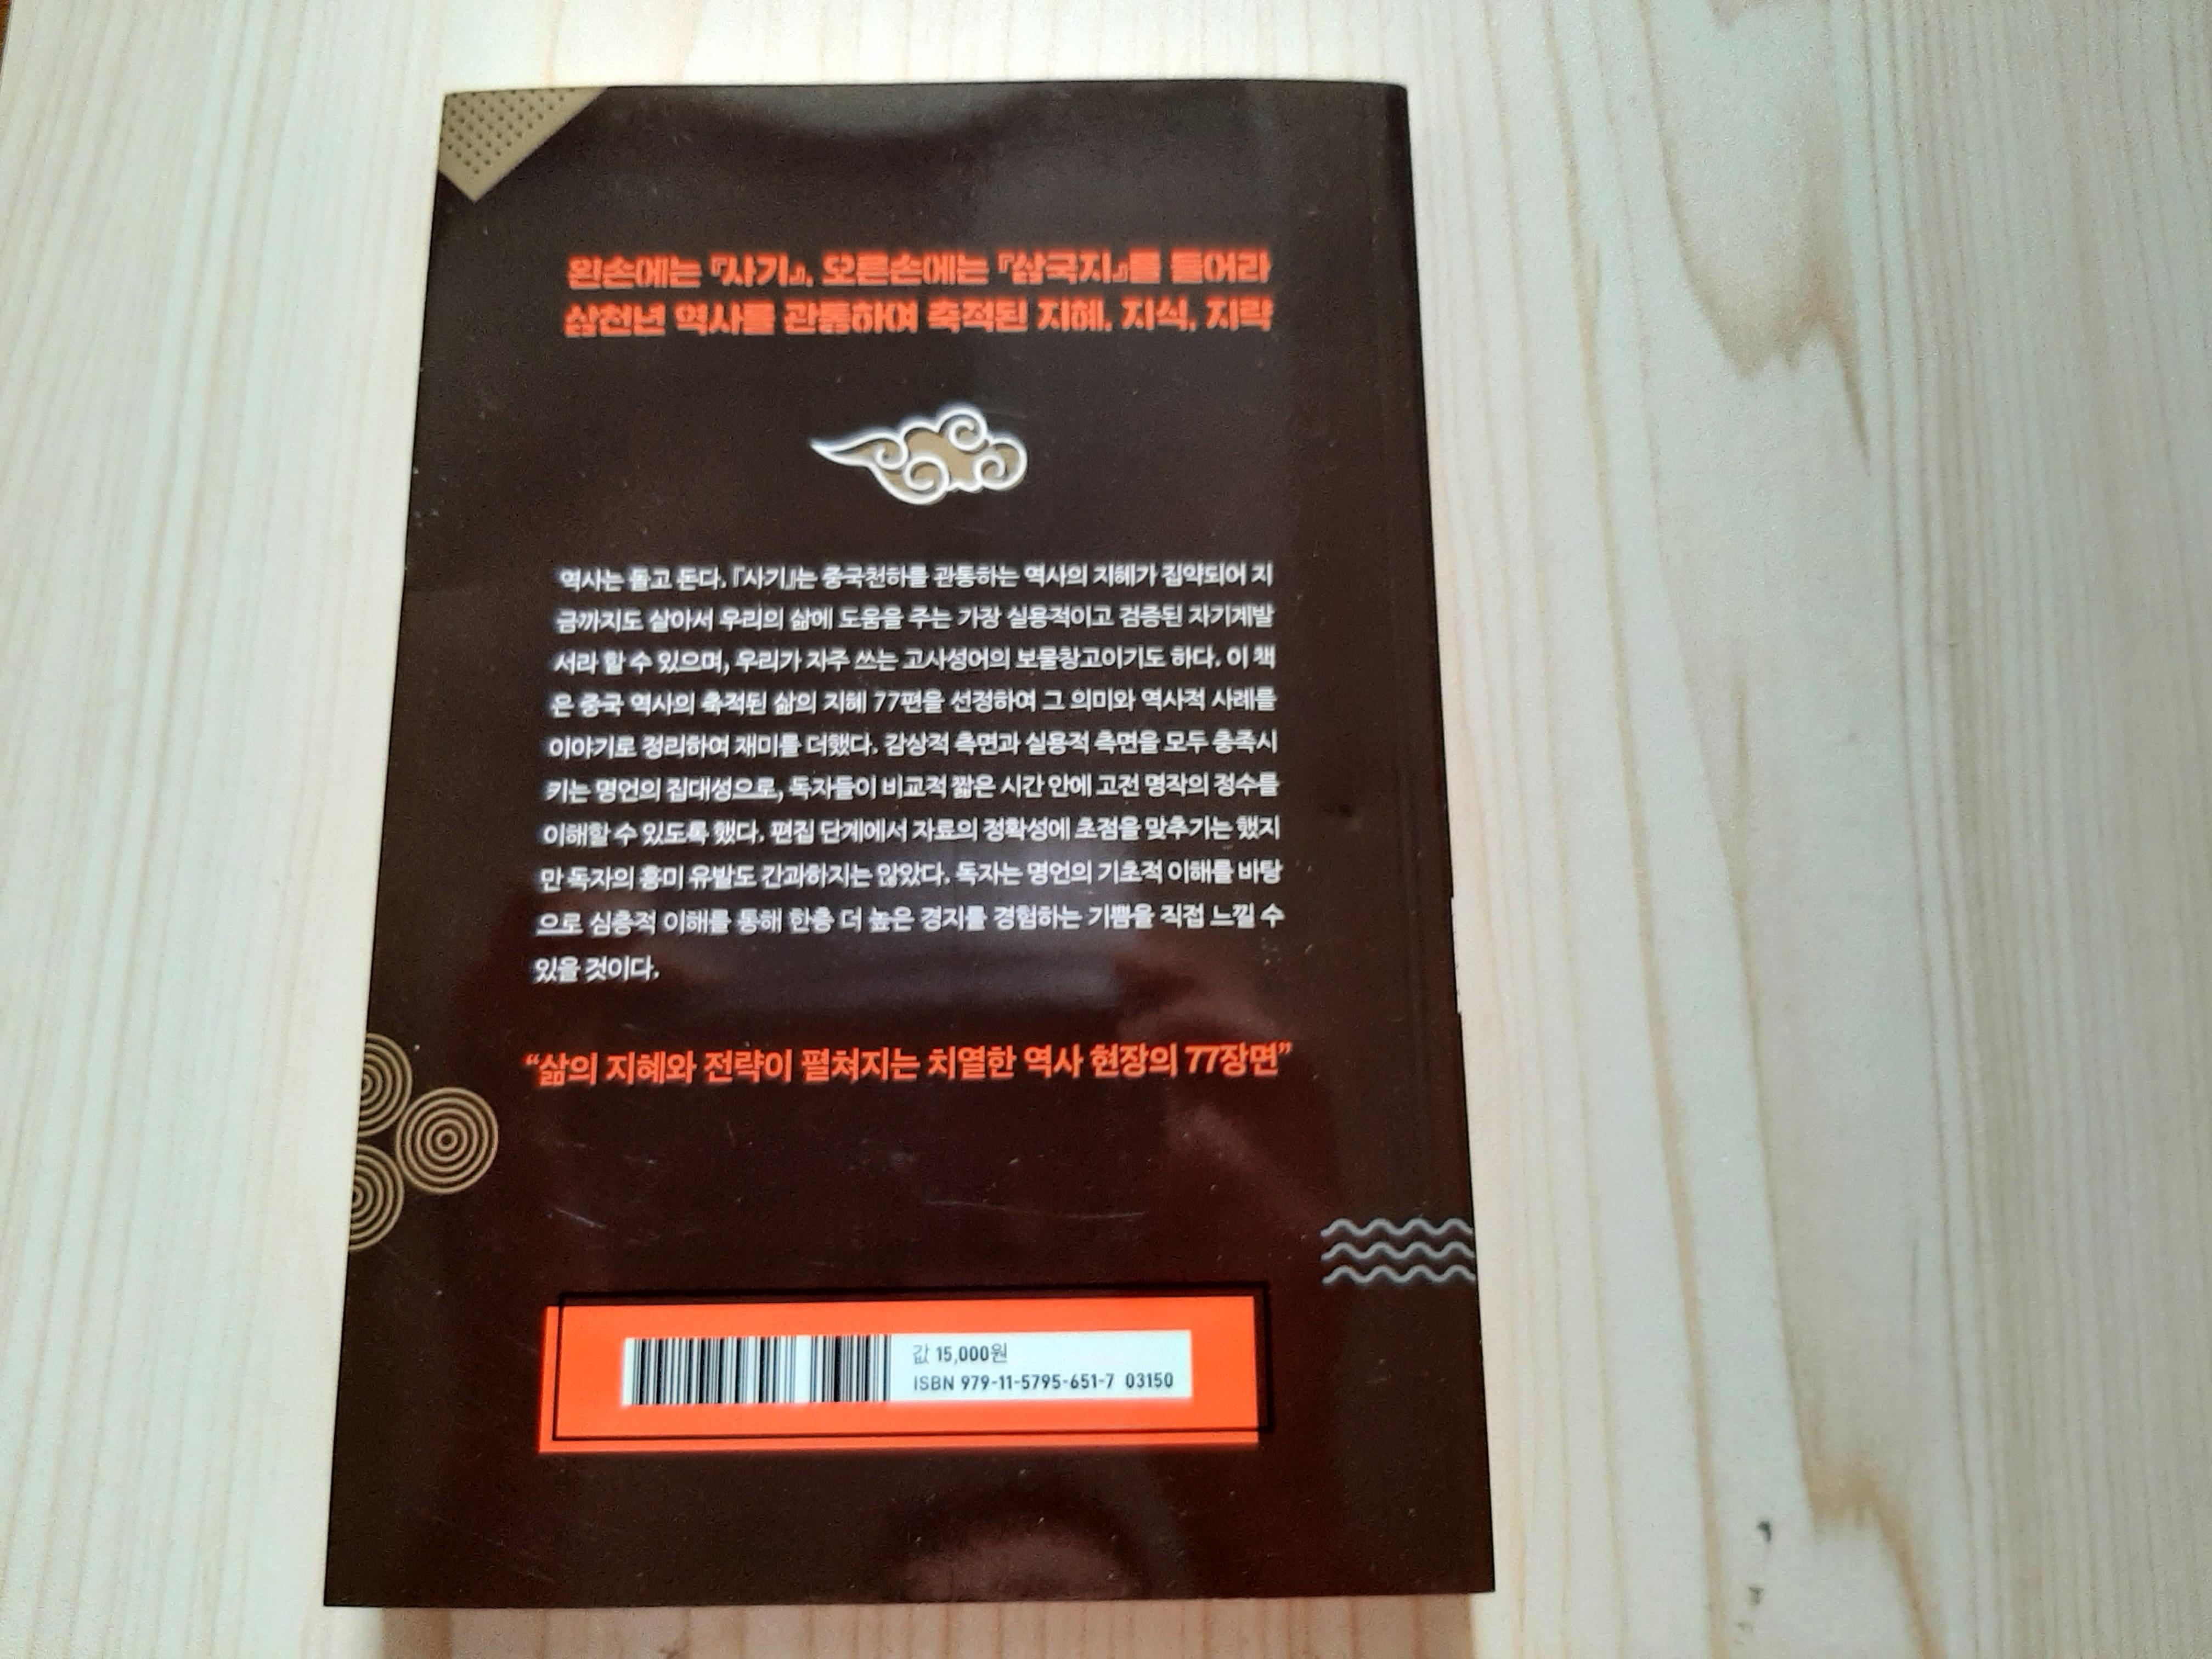 왼손에는 『사기』, 오른손에는 『삼국지』를 들어라
삼천년 역사를 관통하여 축적된 지혜, 지식, 지략
역사는 돌고 돈다. 『사기』는 중국천하를 관통하는 역사의 지혜가 집약되어 지
금까지도 살아서 우리의 삶에 도움을 주는 가장 실용적이고 검증된 자기계발
서라 할 수 있으며, 우리가 자주 쓰는 고사성어의 보물창고이기도 하다. 이 책
은 중국 역사의 축적된 삶의 지혜 77편을 선정하여 그 의미와 역사적 사례를
이야기로 정리하여 재미를 더했다. 감상적 측면과 실용적 측면을 모두 충족시
키는 명언의 집대성으로, 독자들이 비교적 짧은 시간 안에 고전 명작의 정수를
이해할 수 있도록 했다. 편집 단계에서 자료의 정확성에 초점을 맞추기는 했지
만 독자의 흥미 유발도 간과하지는 않았다. 독자는 명언의 기초적 이해를 바탕
으로 심층적 이해를 통해 한층 더 높은 경지를 경험하는 기쁨을 직접 느낄 수
있을 것이다.
“삶의 지혜와 전략이 펼쳐지는 치열한 역사 현장의 77장면”
값 15,000원
ISBN 979-11-5795-651-7 03150